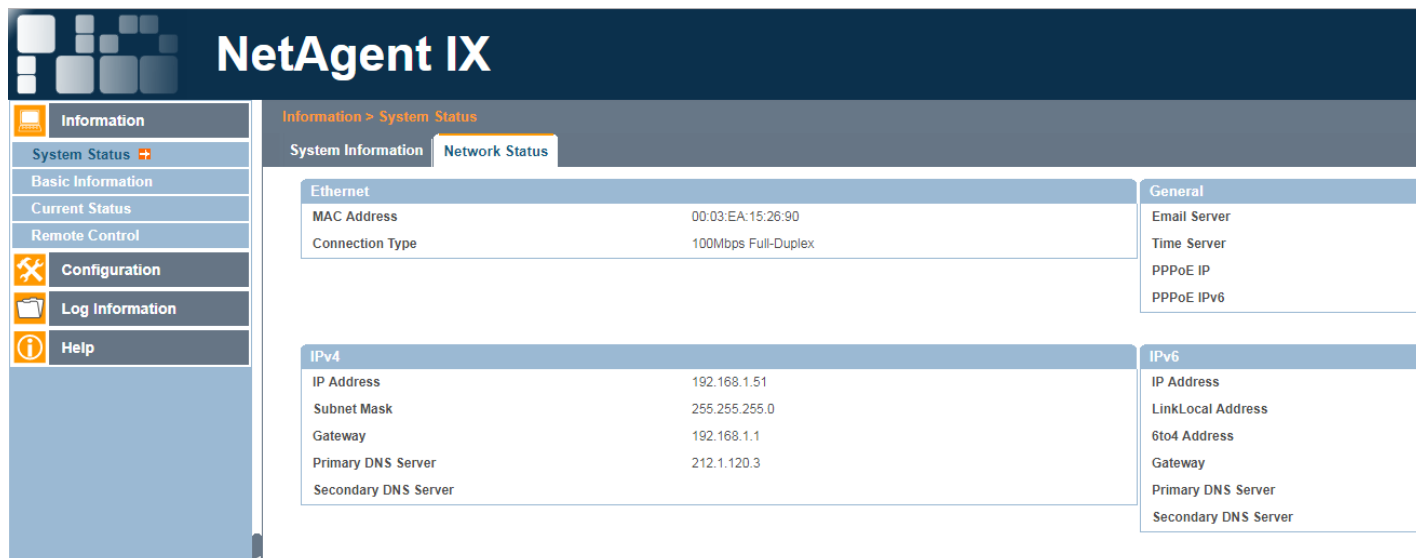 NetAgent IX
Information
System Status
Basic Information
Current Status
Remote Control
Configuration
Log Information
Help
Information > System Status
System Information Network Status
Ethernet
MAC Address 00:03:EA:15:26:90
Connection Type 100Mbps Full-Duplex
General
Email Server
Time Server
PPPoE IP
PPPoE IPv6
IPv4
IP Address 192.168.1.51
Subnet Mask 255.255.255.0
Gateway 192.168.1.1
Primary DNS Server 212.1.120.3
Secondary DNS Server
IPv6
IP Address
LinkLocal Address
6to4 Address
Gateway
Primary DNS Server
Secondary DNS Server